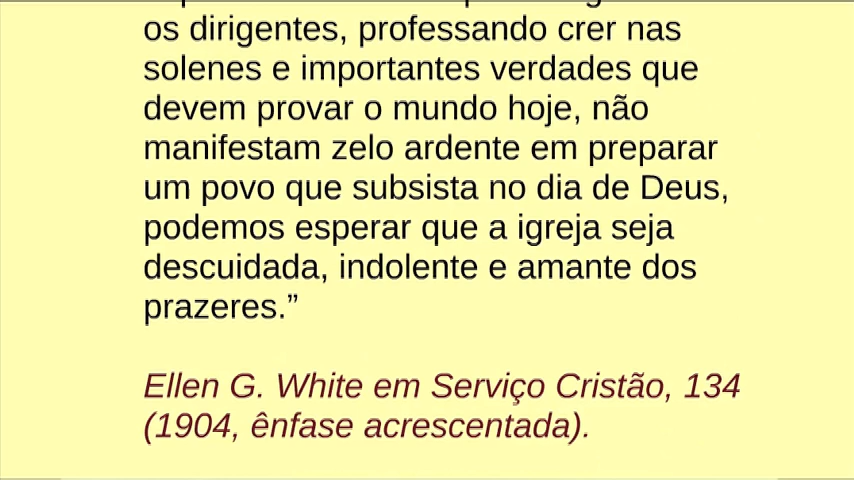 os dirigentes, professando crer nas
solenes e importantes verdades que
devem provar o mundo hoje, não
manifestam zelo ardente em preparar
um povo que subsista no dia de Deus,
podemos esperar que a igreja seja
descuidada, indolente e amante dos
prazeres.”
Ellen G. White em Serviço Cristão, 134
(1904, ênfase acrescentada).